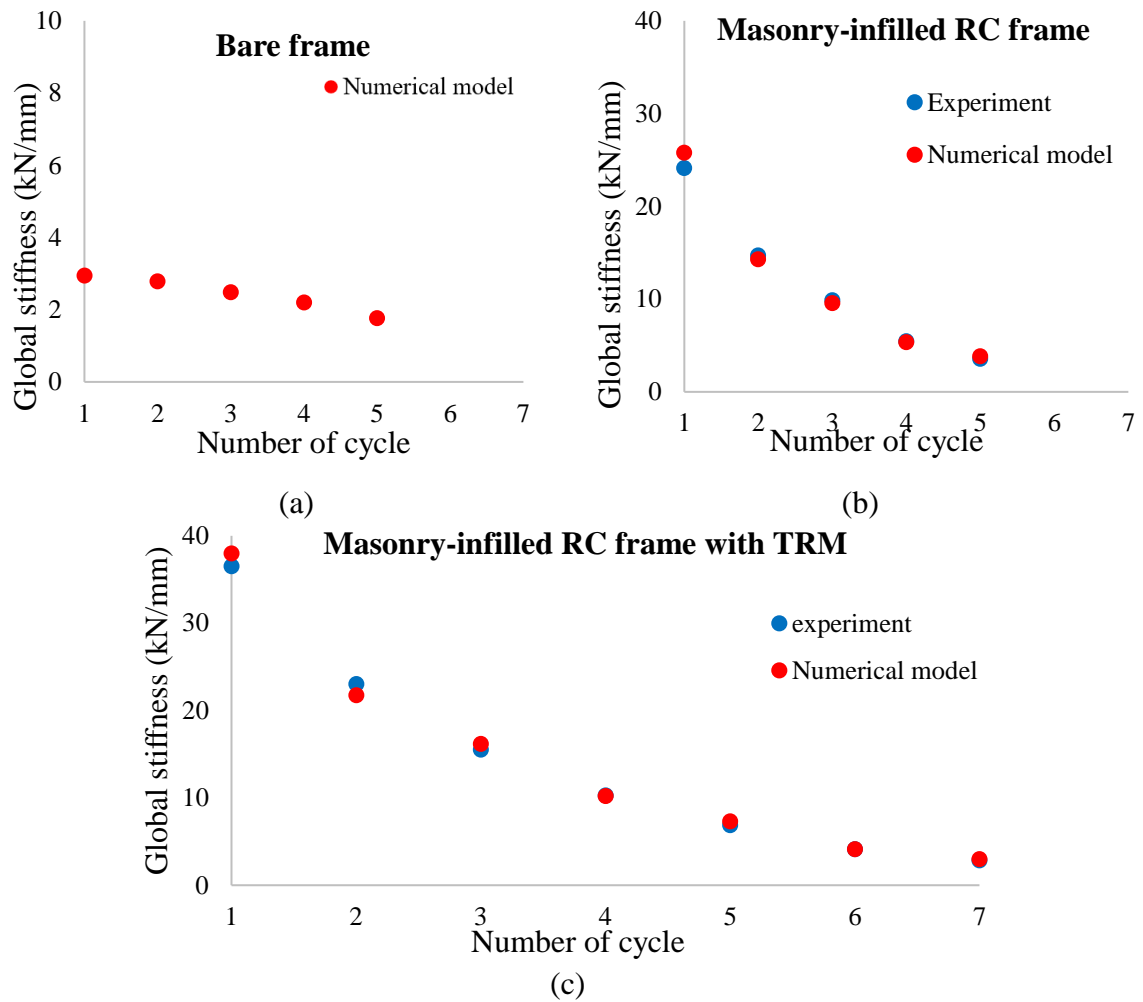 Bare frame
Numerical model
Global stiffness (kN/mm)
10
8
6
4
2
0
1 2 3 4 5 6 7
Number of cycle
(a)
Masonry-infilled RC frame
Experiment
Numerical model
Global stiffness (kN/mm)
40
30
20
10
0
1 2 3 4 5 6 7
Number of cycle
(b)
Masonry-infilled RC frame with TRM
experiment
Numerical model
Global stiffness (kN/mm)
40
30
20
10
0
1 2 3 4 5 6 7
Number of cycle
(c)